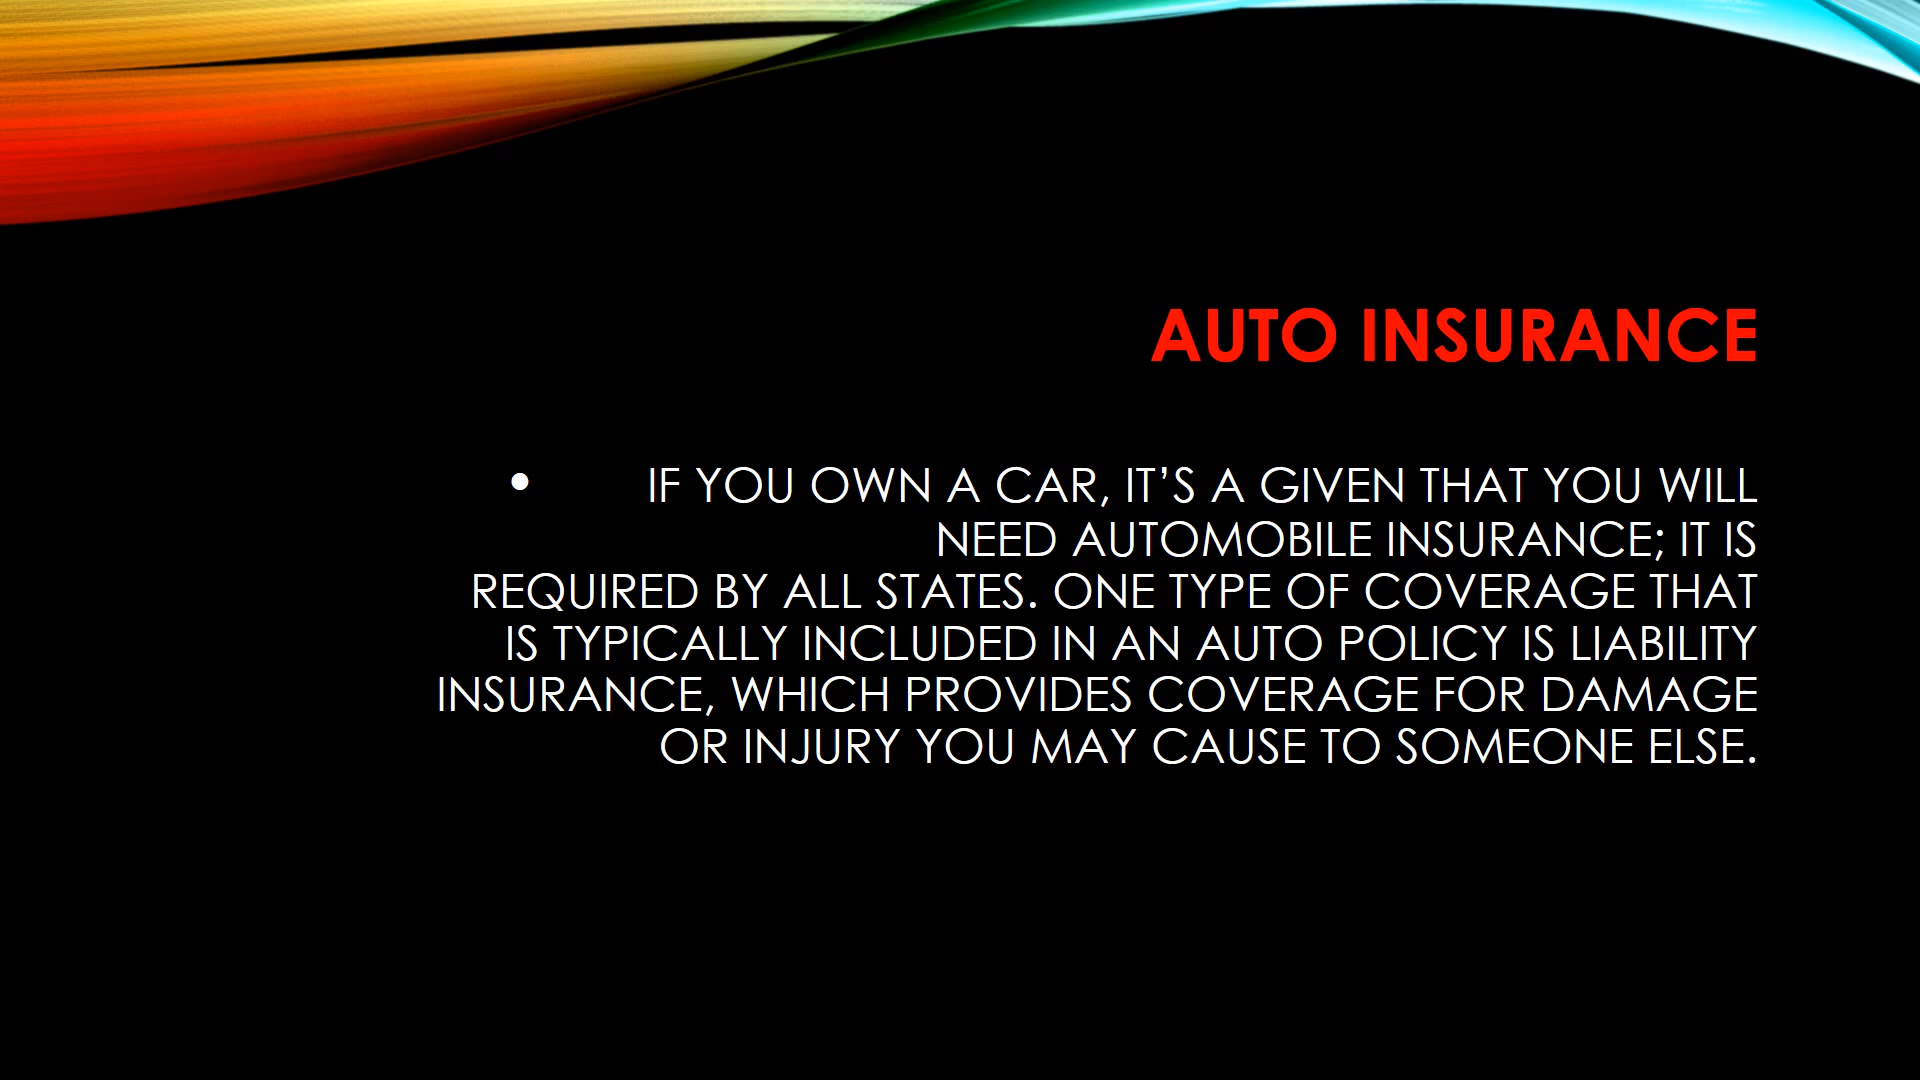 AUTO INSURANCE
• IF YOU OWN A CAR, IT’S A GIVEN THAT YOU WILL
NEED AUTOMOBILE INSURANCE; IT IS
REQUIRED BY ALL STATES. ONE TYPE OF COVERAGE THAT
IS TYPICALLY INCLUDED IN AN AUTO POLICY IS LIABILITY
INSURANCE, WHICH PROVIDES COVERAGE FOR DAMAGE
OR INJURY YOU MAY CAUSE TO SOMEONE ELSE.